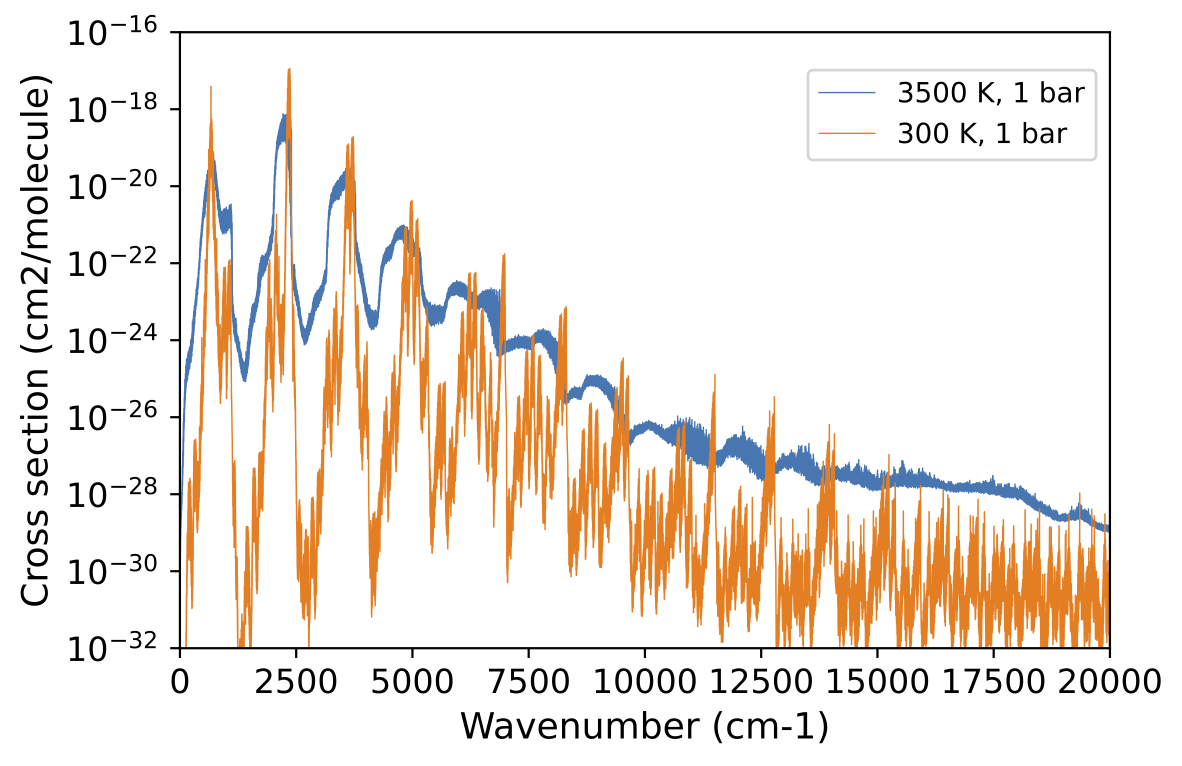 10⁻¹⁶
10⁻¹⁸
10⁻²⁰
10⁻²²
10⁻²⁴
10⁻²⁶
10⁻²⁸
10⁻³⁰
10⁻³²
Cross section (cm2/molecule)
3500 K, 1 bar
300 K, 1 bar
0 2500 5000 7500 10000 12500 15000 17500 20000
Wavenumber (cm-1)